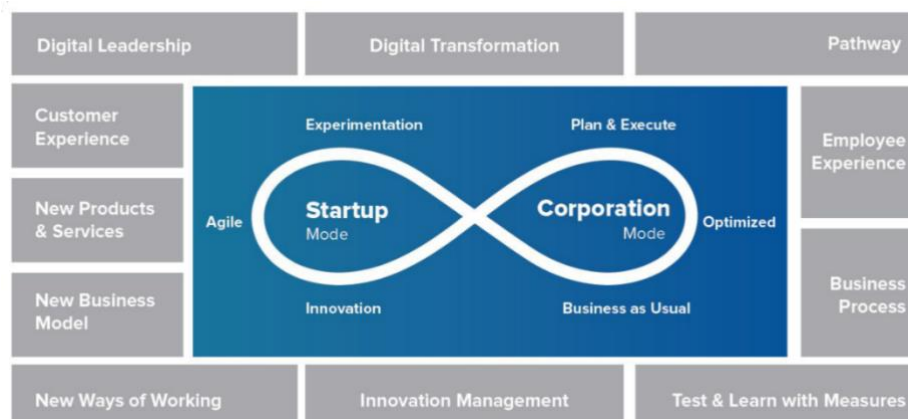 Digital Leadership
Digital Transformation
Pathway
Customer
Experience
New Products
& Services
New Business
Model
Experimentation
Plan & Execute
Agile
Startup
Mode
Corporation
Mode
Optimized
Innovation
Business as Usual
Employee
Experience
Business
Process
New Ways of Working
Innovation Management
Test & Learn with Measures